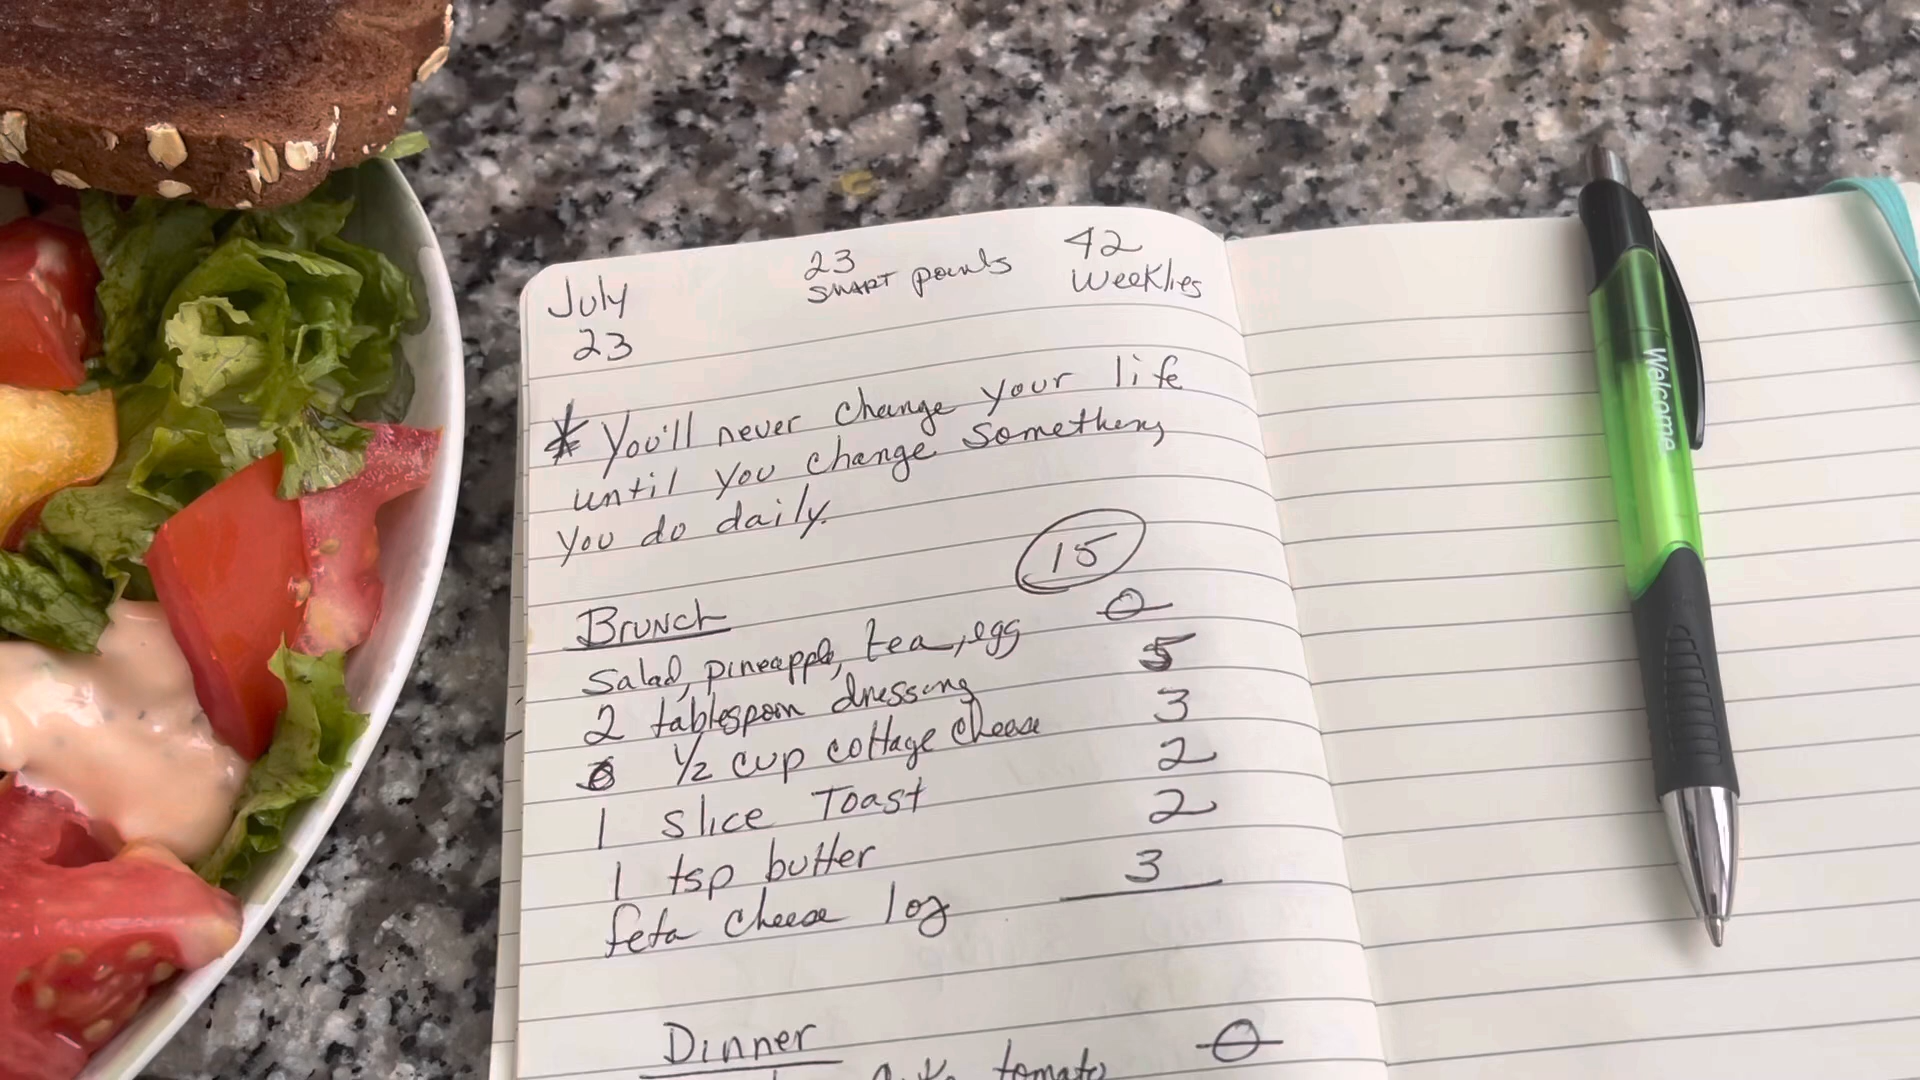 July 23 42
23 SMART points Weeklies
* You'll never change your life
until you change something
you do daily.
15
Brunch
Salad, pineapple, tea, egg 0
2 tablespoon dressing 5
1/2 cup cottage cheese 3
1 slice Toast 2
1 tsp butter 2
feta cheese log 3
Dinner 0
tomato
Welcome